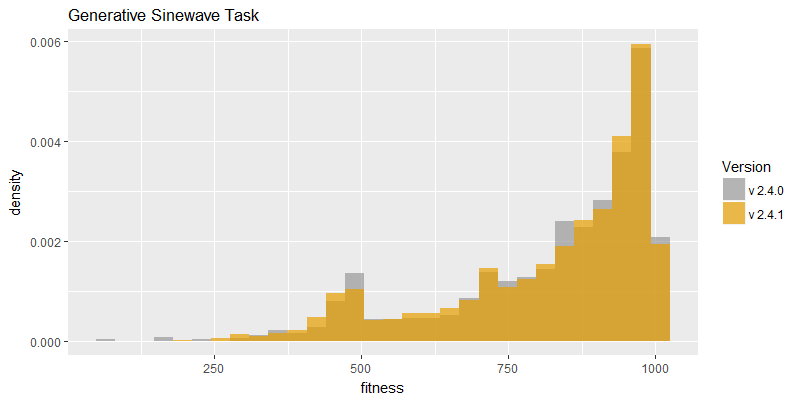 Generative Sinewave Task
0.006
0.004
0.002
0.000
density
250
500
750
1000
fitness
Version
v 2.4.0
v 2.4.1